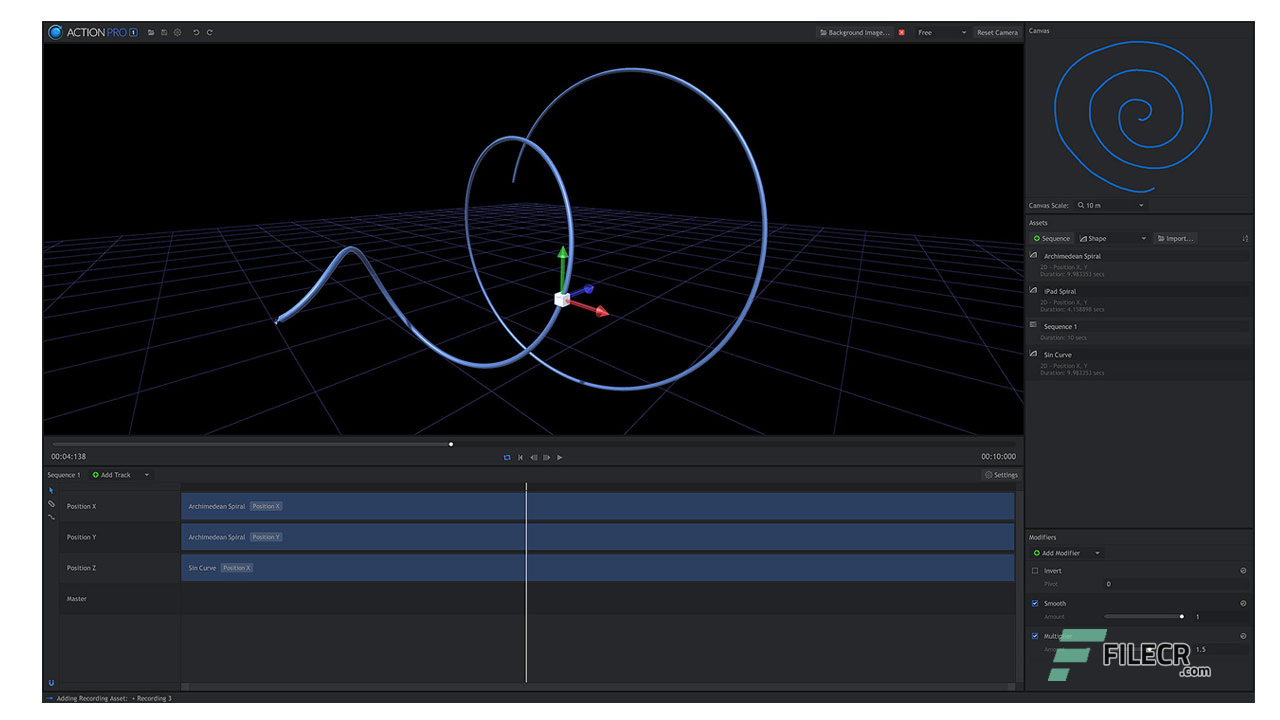 ACTION PRO 1
Background Image...
Free
Reset Camera
Canvas
Canvas Scale:
10 m
Assets
Sequence
Shape
Import...
Archimedean Spiral
2D - Position X, Y
Duration: 9.983353 secs
iPad Spiral
2D - Position X, Y
Duration: 4.158898 secs
Sequence 1
Duration: 10 secs
Sin Curve
2D - Position X, Y
Duration: 9.983353 secs
00:04:138
00:10:000
Sequence 1
Add Track
Settings
Position X
Archimedean Spiral
Position X
Position Y
Archimedean Spiral
Position Y
Position Z
Sin Curve
Position X
Master
Modifiers
Add Modifier
Invert
Pivot
0
Smooth
Amount
1
1.5
FILECR
.com
Adding Recording Asset: + Recording 3